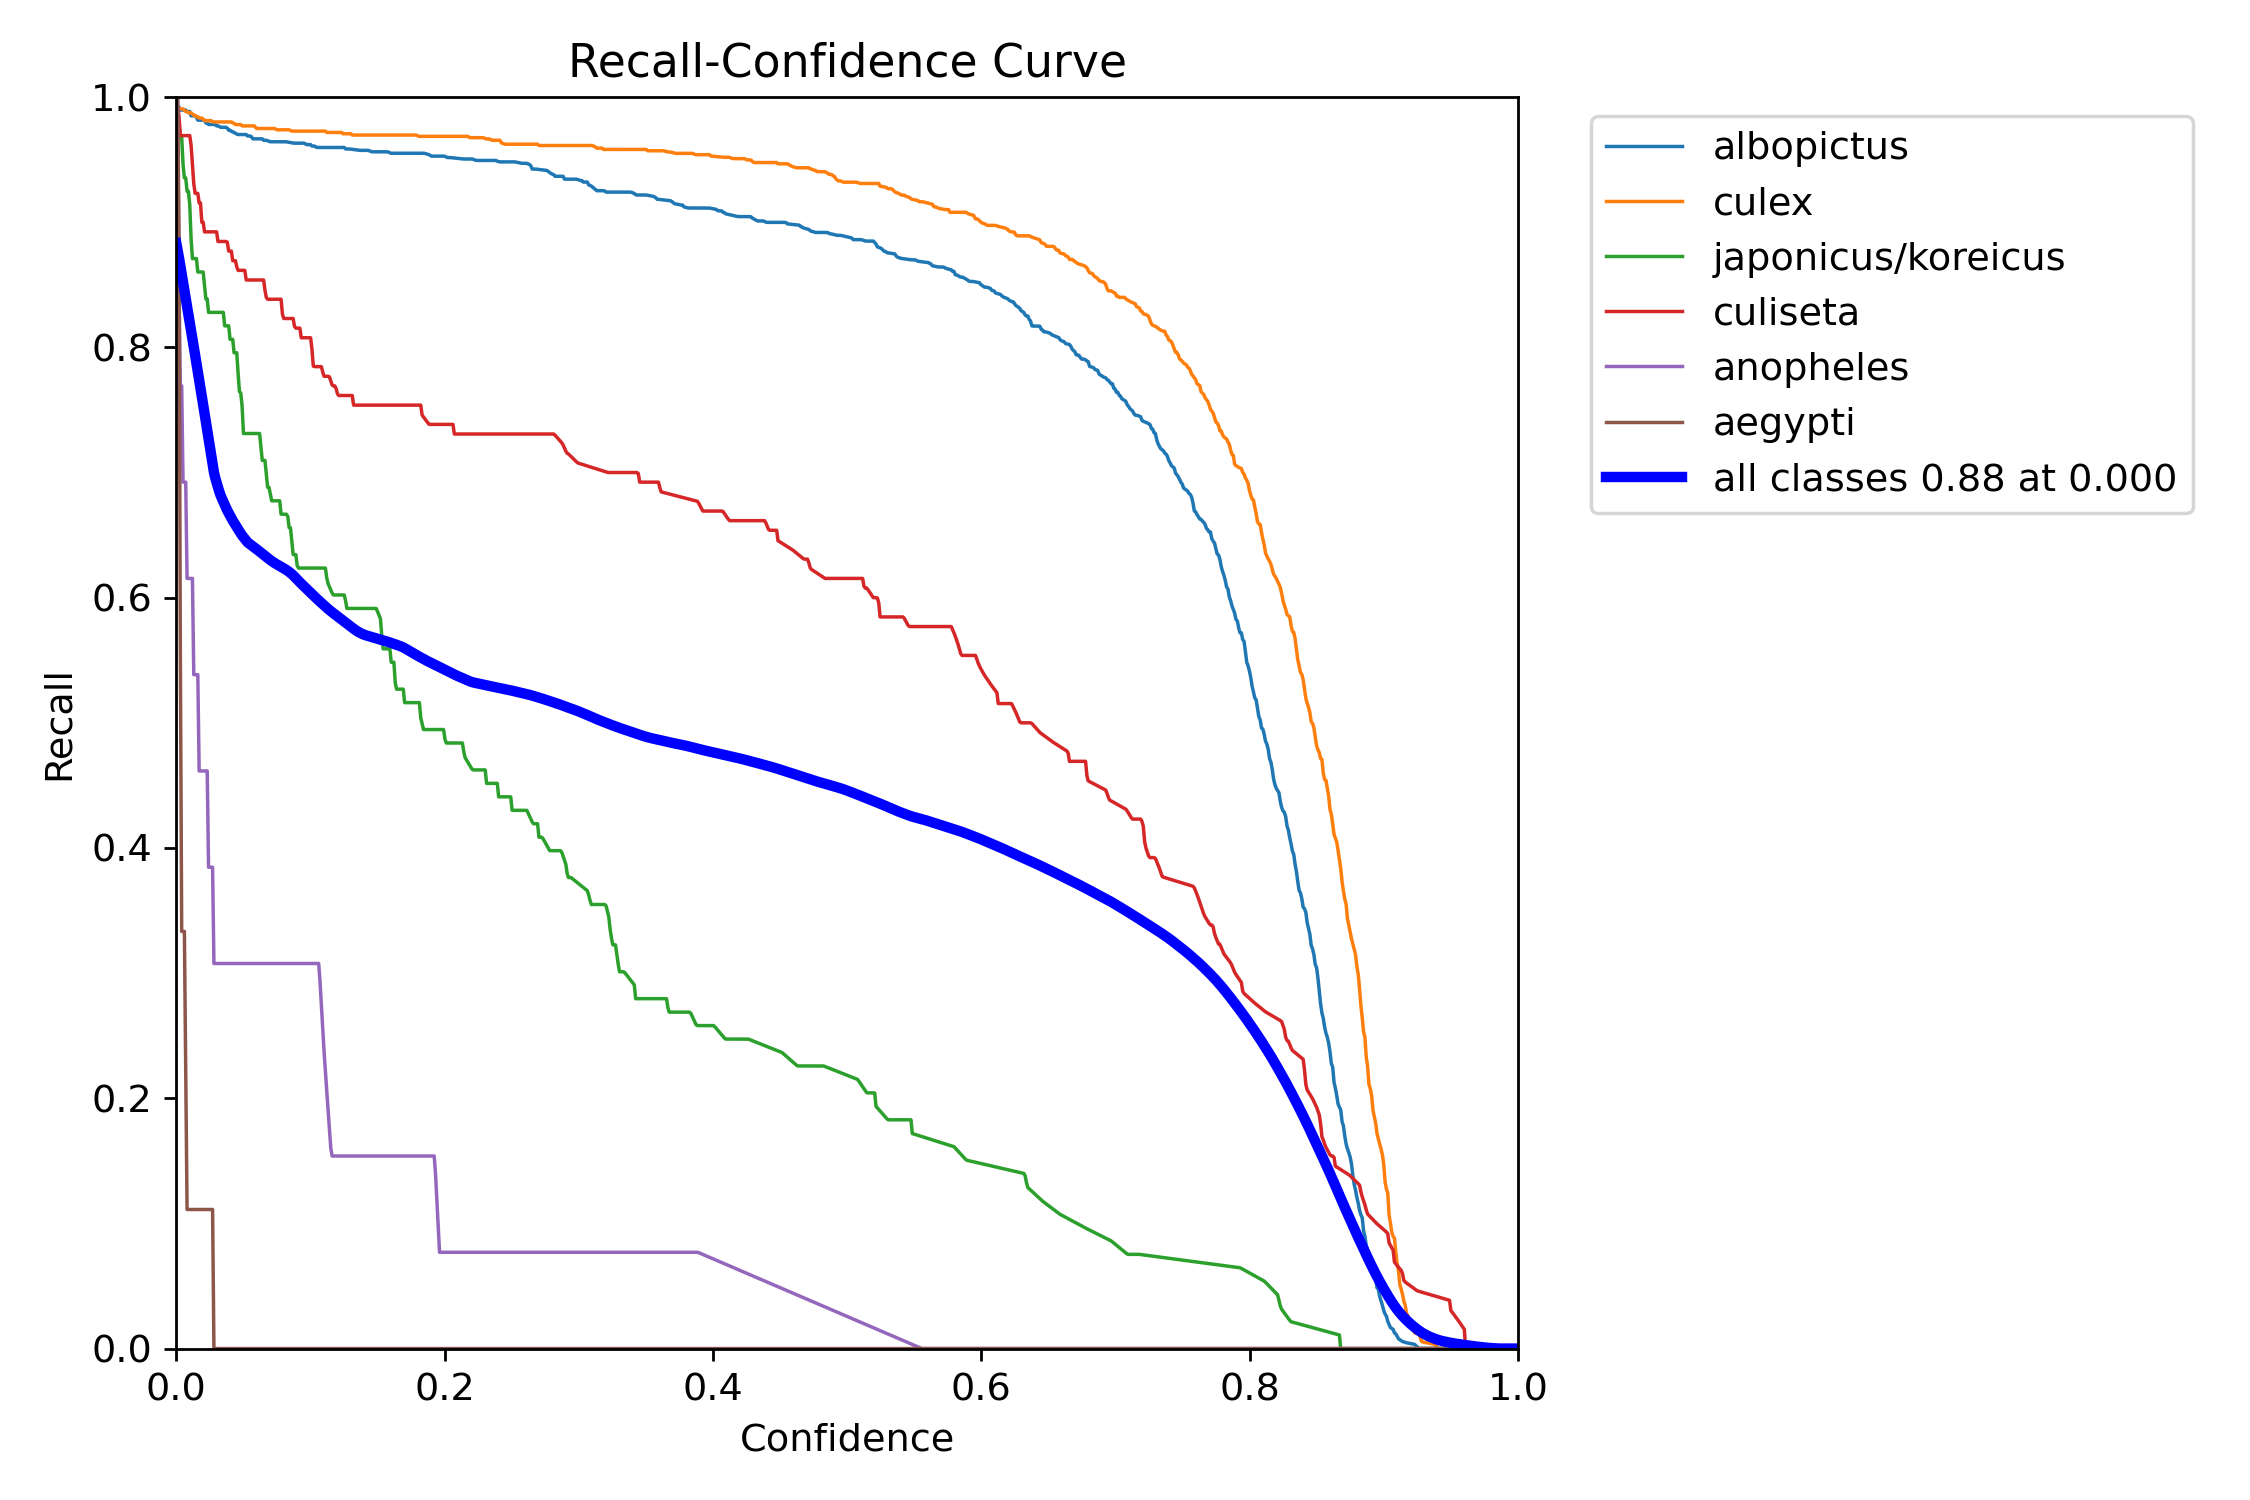 Recall-Confidence Curve
1.0
0.8
0.6
0.4
0.2
0.0
Recall
0.0 0.2 0.4 0.6 0.8 1.0
Confidence
albopictus
culex
japonicus/koreicus
culiseta
anopheles
aegypti
all classes 0.88 at 0.000